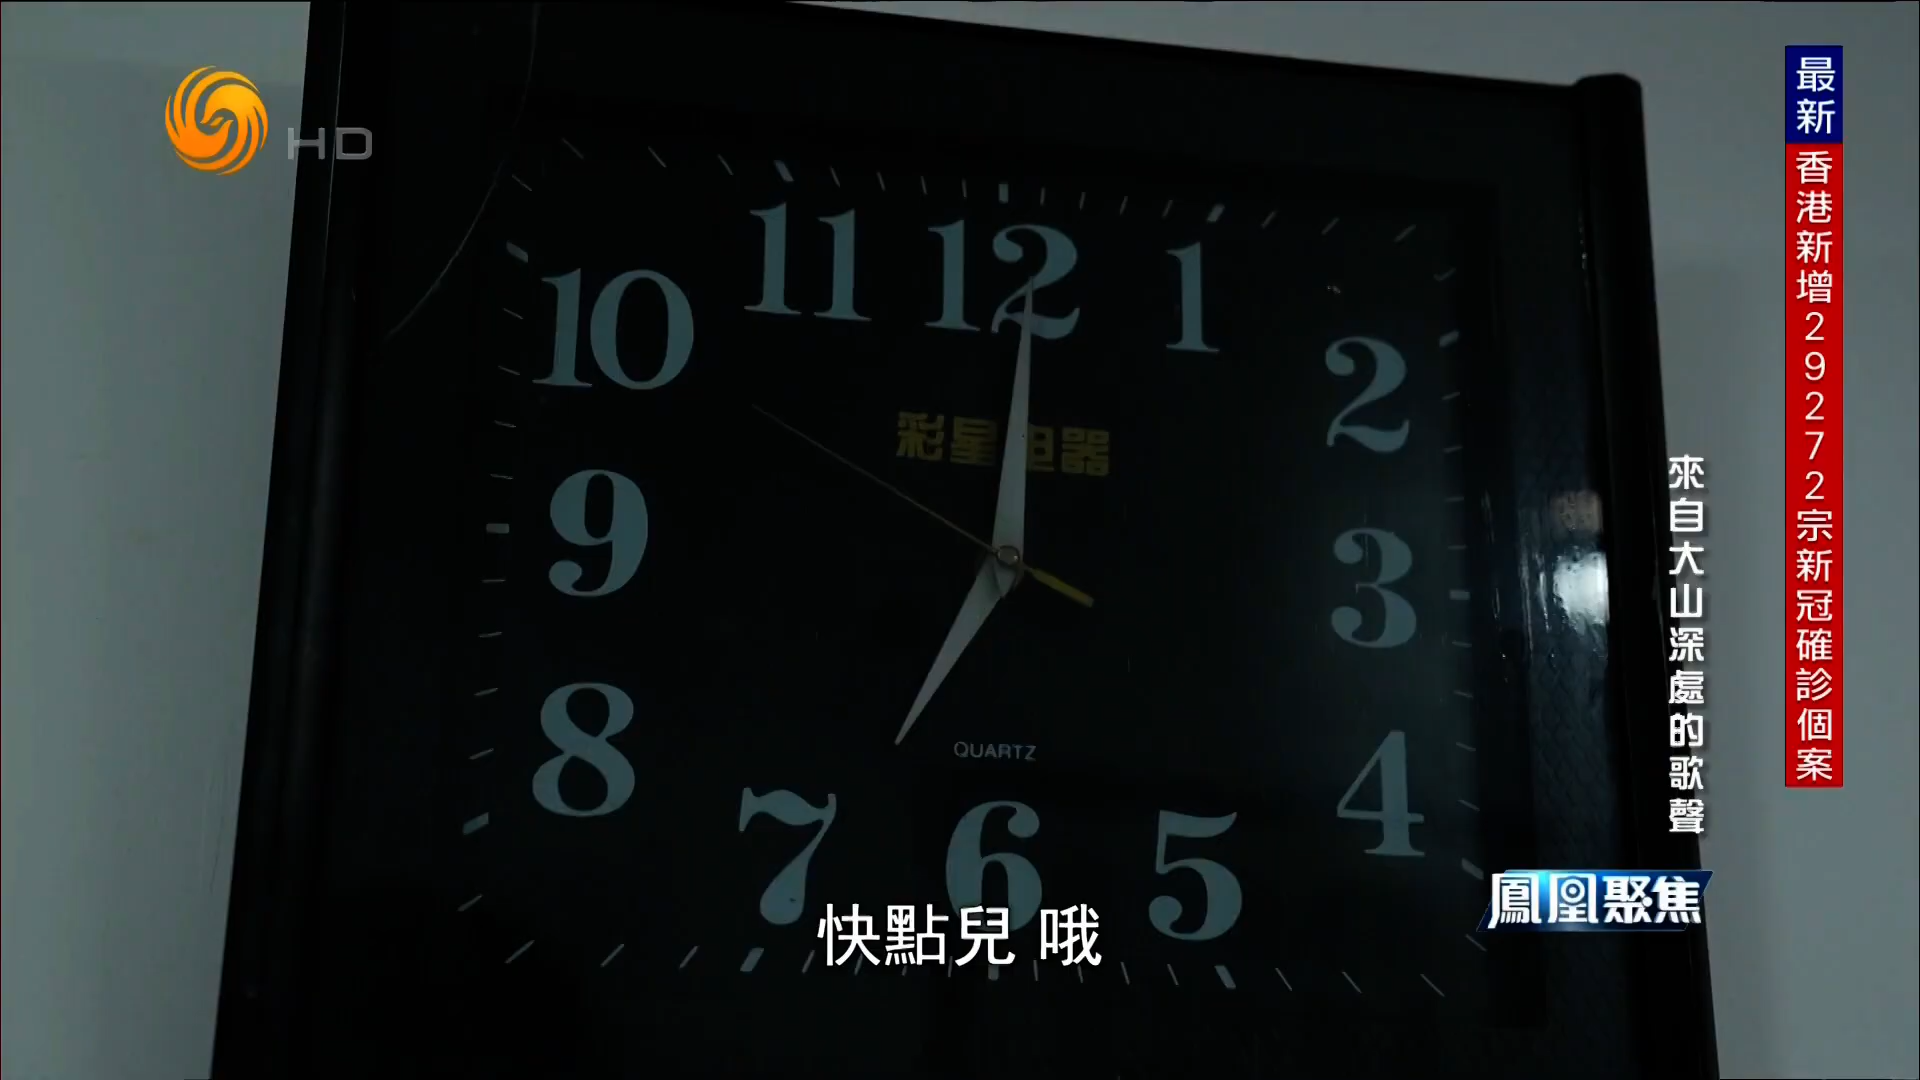 HD
最新 香港新增29272宗新冠確診個案
來自大山深處的歌聲
鳳凰聚焦
11 12 1
10 2
彩星电器
9 3
8 4
QUARTZ
7 6 5
快點兒 哦